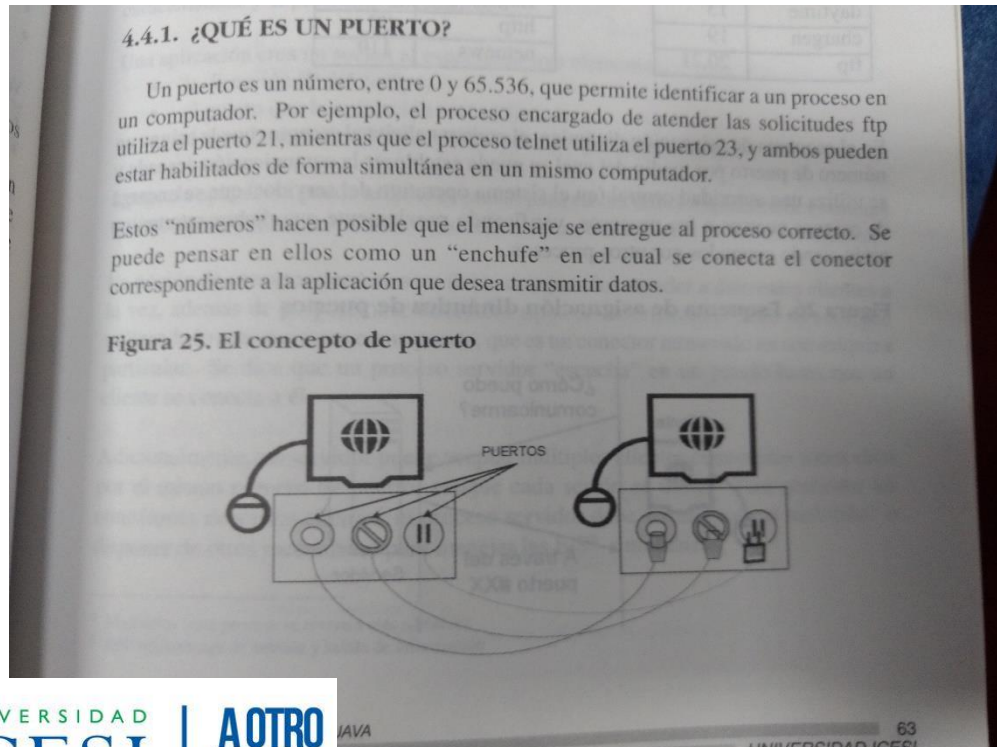 4.4.1. ¿QUÉ ES UN PUERTO?
Un puerto es un número, entre 0 y 65.536, que permite identificar a un proceso en
un computador. Por ejemplo, el proceso encargado de atender las solicitudes ftp
utiliza el puerto 21, mientras que el proceso telnet utiliza el puerto 23, y ambos pueden
estar habilitados de forma simultánea en un mismo computador.
Estos “números” hacen posible que el mensaje se entregue al proceso correcto. Se
puede pensar en ellos como un “enchufe” en el cual se conecta el conector
correspondiente a la aplicación que desea transmitir datos.
Figura 25. El concepto de puerto
PUERTOS
JAVA
63
UNIVERSIDAD ICESI
VERSIDAD
A OTRO